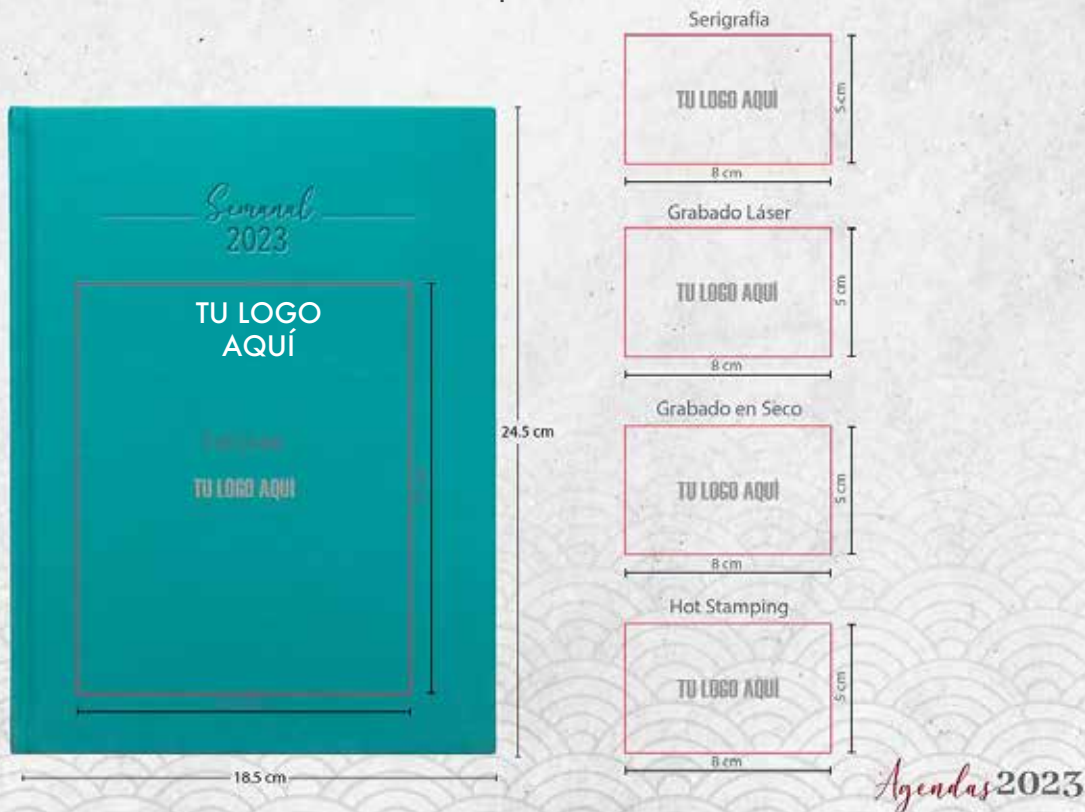 Semanal
2023
TU LOGO
AQUÍ
TU LOGO AQUÍ
24.5 cm
18.5 cm
Serigrafía
TU LOGO AQUÍ
5 cm
8 cm
Grabado Láser
TU LOGO AQUÍ
5 cm
8 cm
Grabado en Seco
TU LOGO AQUÍ
5 cm
8 cm
Hot Stamping
TU LOGO AQUÍ
5 cm
8 cm
Agendas 2023